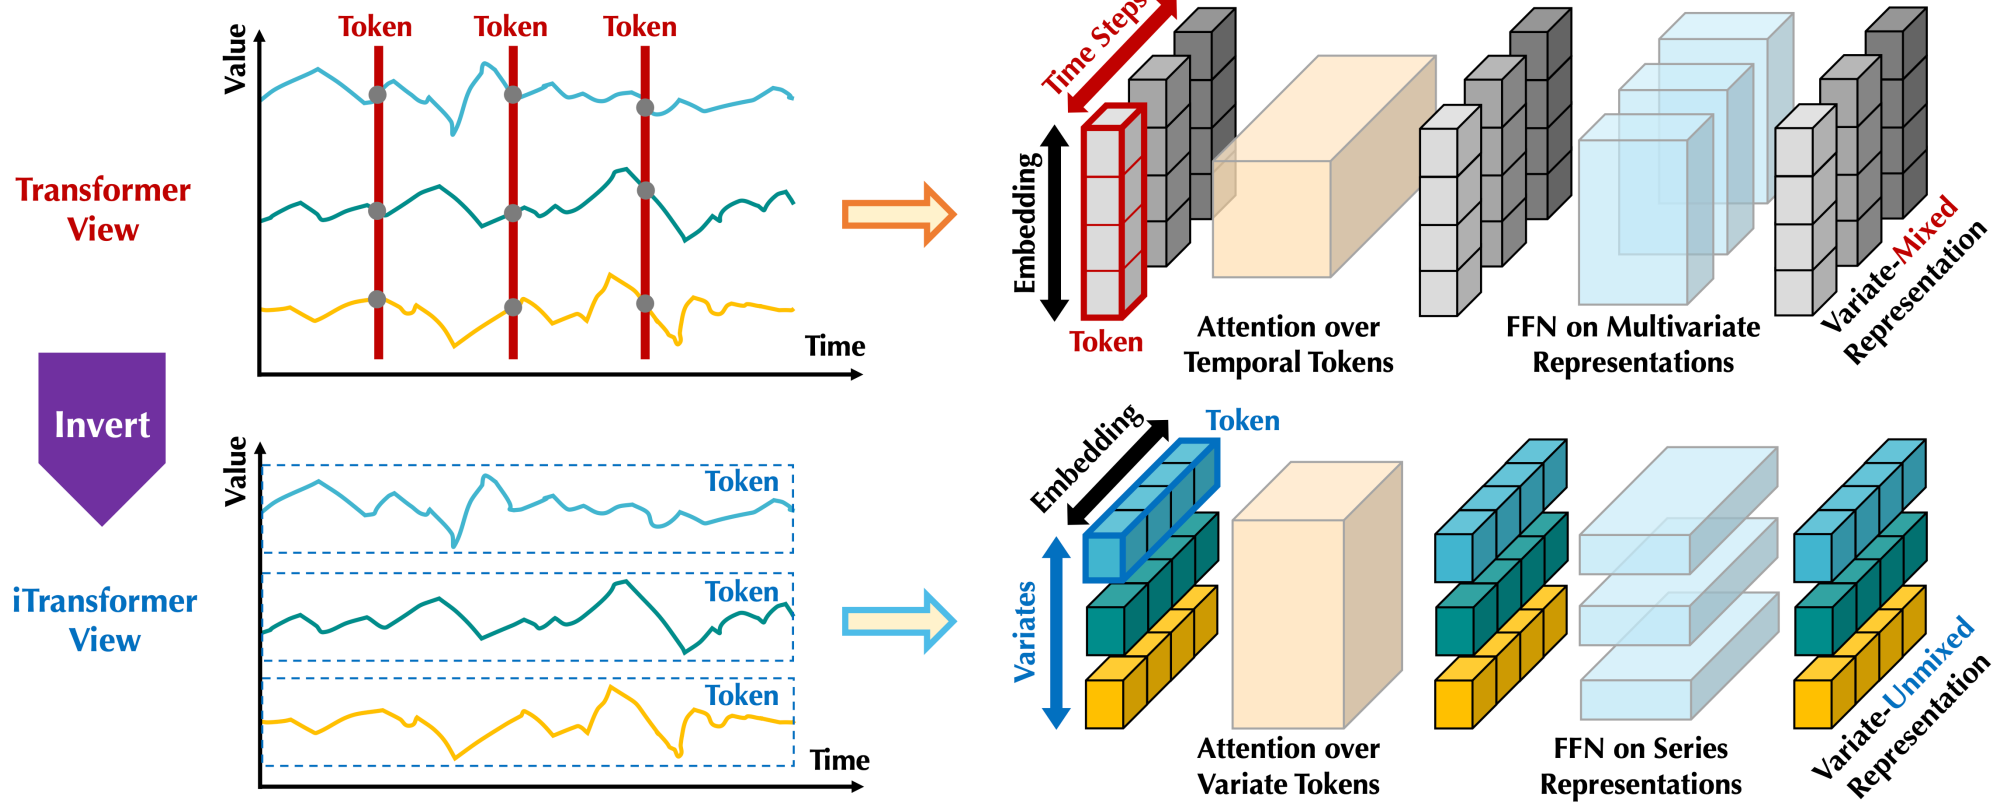 Transformer
View
Value
Token
Token
Token
Time
Time Steps
Embedding
Token
Attention over
Temporal Tokens
FFN on Multivariate
Representations
Variate-Mixed
Representation
Invert
iTransformer
View
Value
Token
Token
Token
Time
Embedding
Token
Variates
Attention over
Variate Tokens
FFN on Series
Representations
Variate-Unmixed
Representation